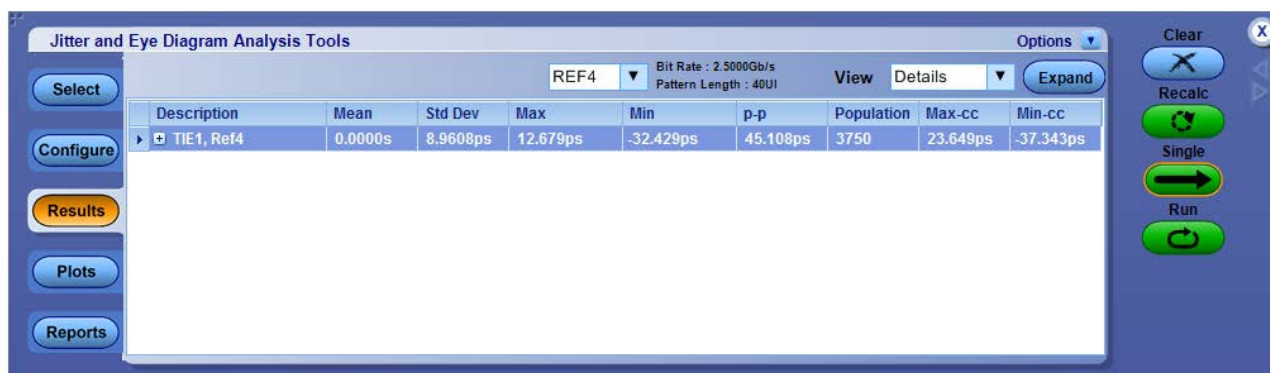 Jitter and Eye Diagram Analysis Tools
Options
Clear
X
Select
REF4
Bit Rate : 2.5000Gb/s
Pattern Length : 40UI
View
Details
Expand
Recalc
Description Mean Std Dev Max Min p-p Population Max-cc Min-cc
TIE1, Ref4 0.0000s 8.9608ps 12.679ps -32.429ps 45.108ps 3750 23.649ps -37.343ps
Configure
Single
Results
Run
Plots
Reports